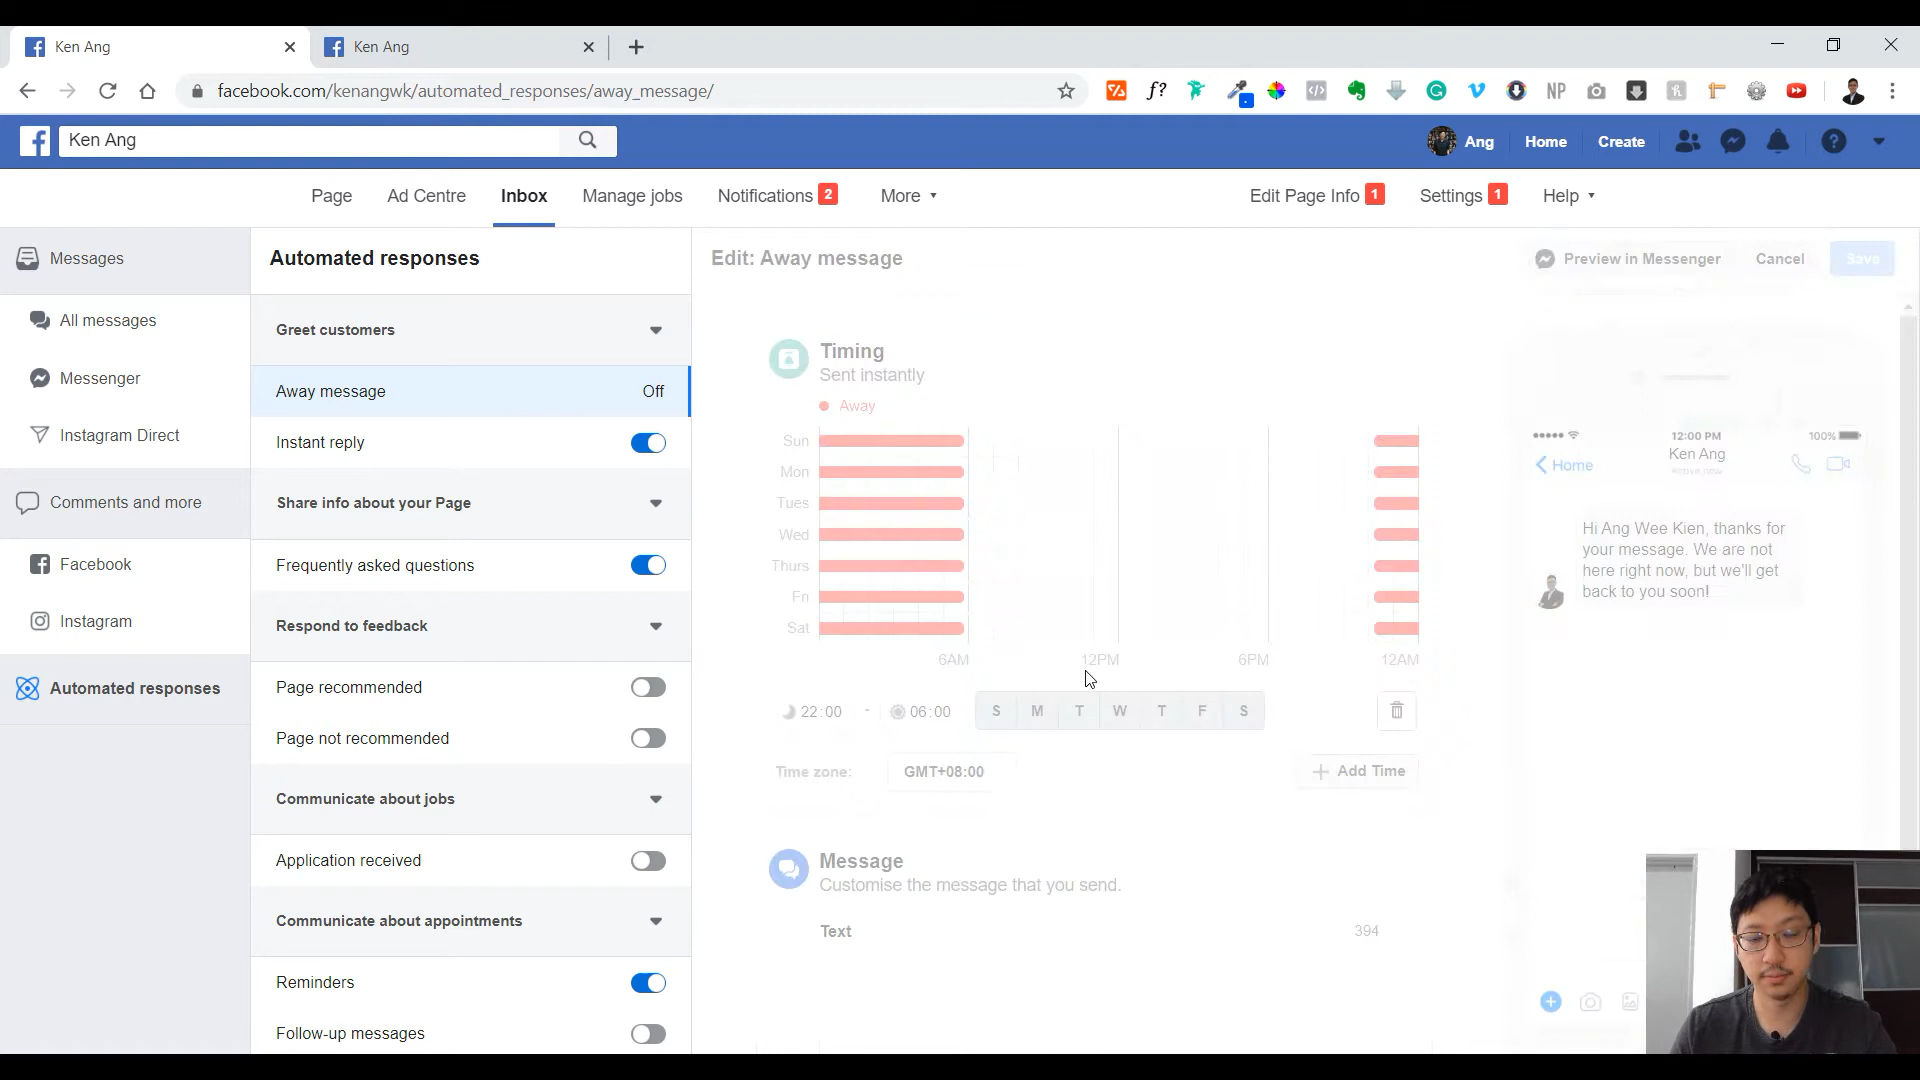 Ken Ang
Ken Ang
facebook.com/kenangwk/automated_responses/away_message/
f?
NP
Ken Ang
Ang
Home
Create
Page
Ad Centre
Inbox
Manage jobs
Notifications 2
More
Edit Page Info 1
Settings 1
Help
Messages
All messages
Messenger
Instagram Direct
Comments and more
Facebook
Instagram
Automated responses
Automated responses
Greet customers
Away message Off
Instant reply
Share info about your Page
Frequently asked questions
Respond to feedback
Page recommended
Page not recommended
Communicate about jobs
Application received
Communicate about appointments
Reminders
Follow-up messages
Edit: Away message
Preview in Messenger
Cancel
Save
Timing
Sent instantly
Away
Sun
Mon
Tues
Wed
Thurs
Fri
Sat
6AM 12PM 6PM 12AM
22:00 - 06:00 S M T W T F S
Time zone: GMT+08:00 + Add Time
Message
Customise the message that you send.
Text 394
12:00 PM 100%
Home
Ken Ang
Hi Ang Wee Kien, thanks for
your message. We are not
here right now, but we'll get
back to you soon!